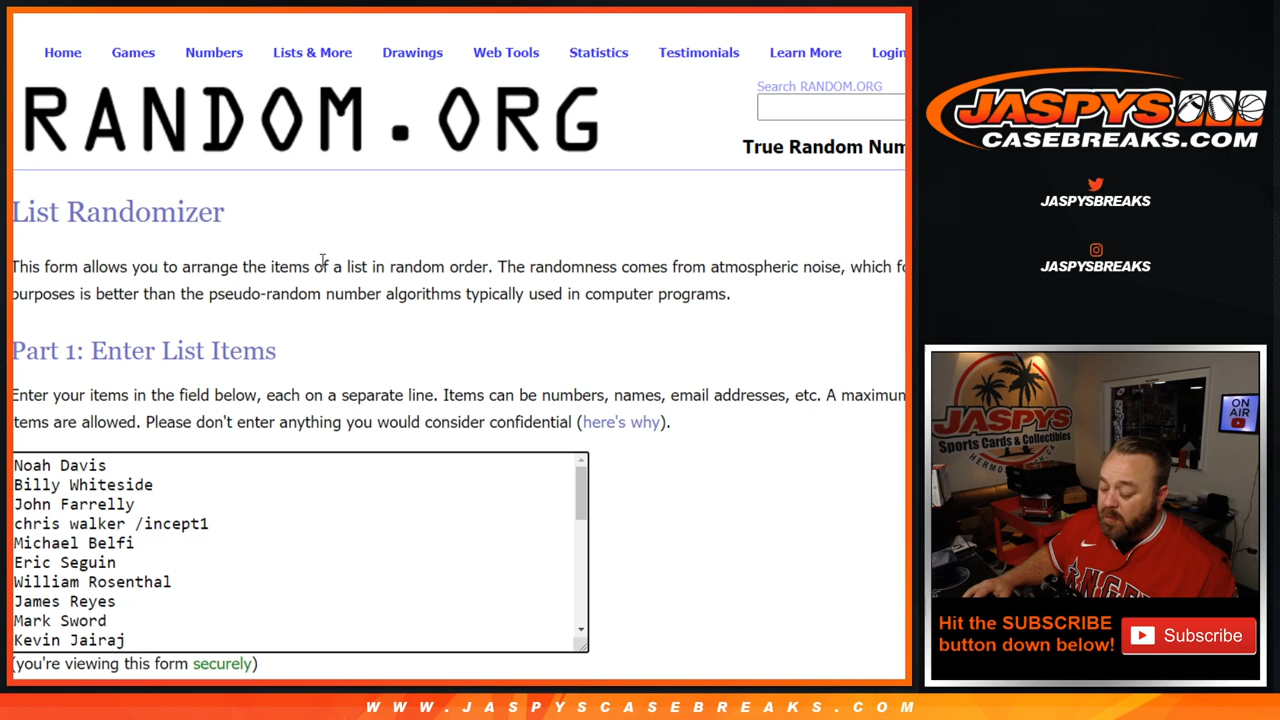 Home Games Numbers Lists & More Drawings Web Tools Statistics Testimonials Learn More Login
RANDOM.ORG
Search RANDOM.ORG
True Random Num
List Randomizer
This form allows you to arrange the items of a list in random order. The randomness comes from atmospheric noise, which fo
purposes is better than the pseudo-random number algorithms typically used in computer programs.
Part 1: Enter List Items
Enter your items in the field below, each on a separate line. Items can be numbers, names, email addresses, etc. A maximum
items are allowed. Please don't enter anything you would consider confidential (here's why).
Noah Davis
Billy Whiteside
John Farrelly
chris walker /incept1
Michael Belfi
Eric Seguin
William Rosenthal
James Reyes
Mark Sword
Kevin Jairaj
(you're viewing this form securely)
JASPYS
CASEBREAKS.COM
JASPYSBREAKS
JASPYSBREAKS
JASPYS
Sports Cards & Collectibles
ON
AIR
Hit the SUBSCRIBE
button down below!
Subscribe
WWW.JASPYSCASEBREAKS.COM